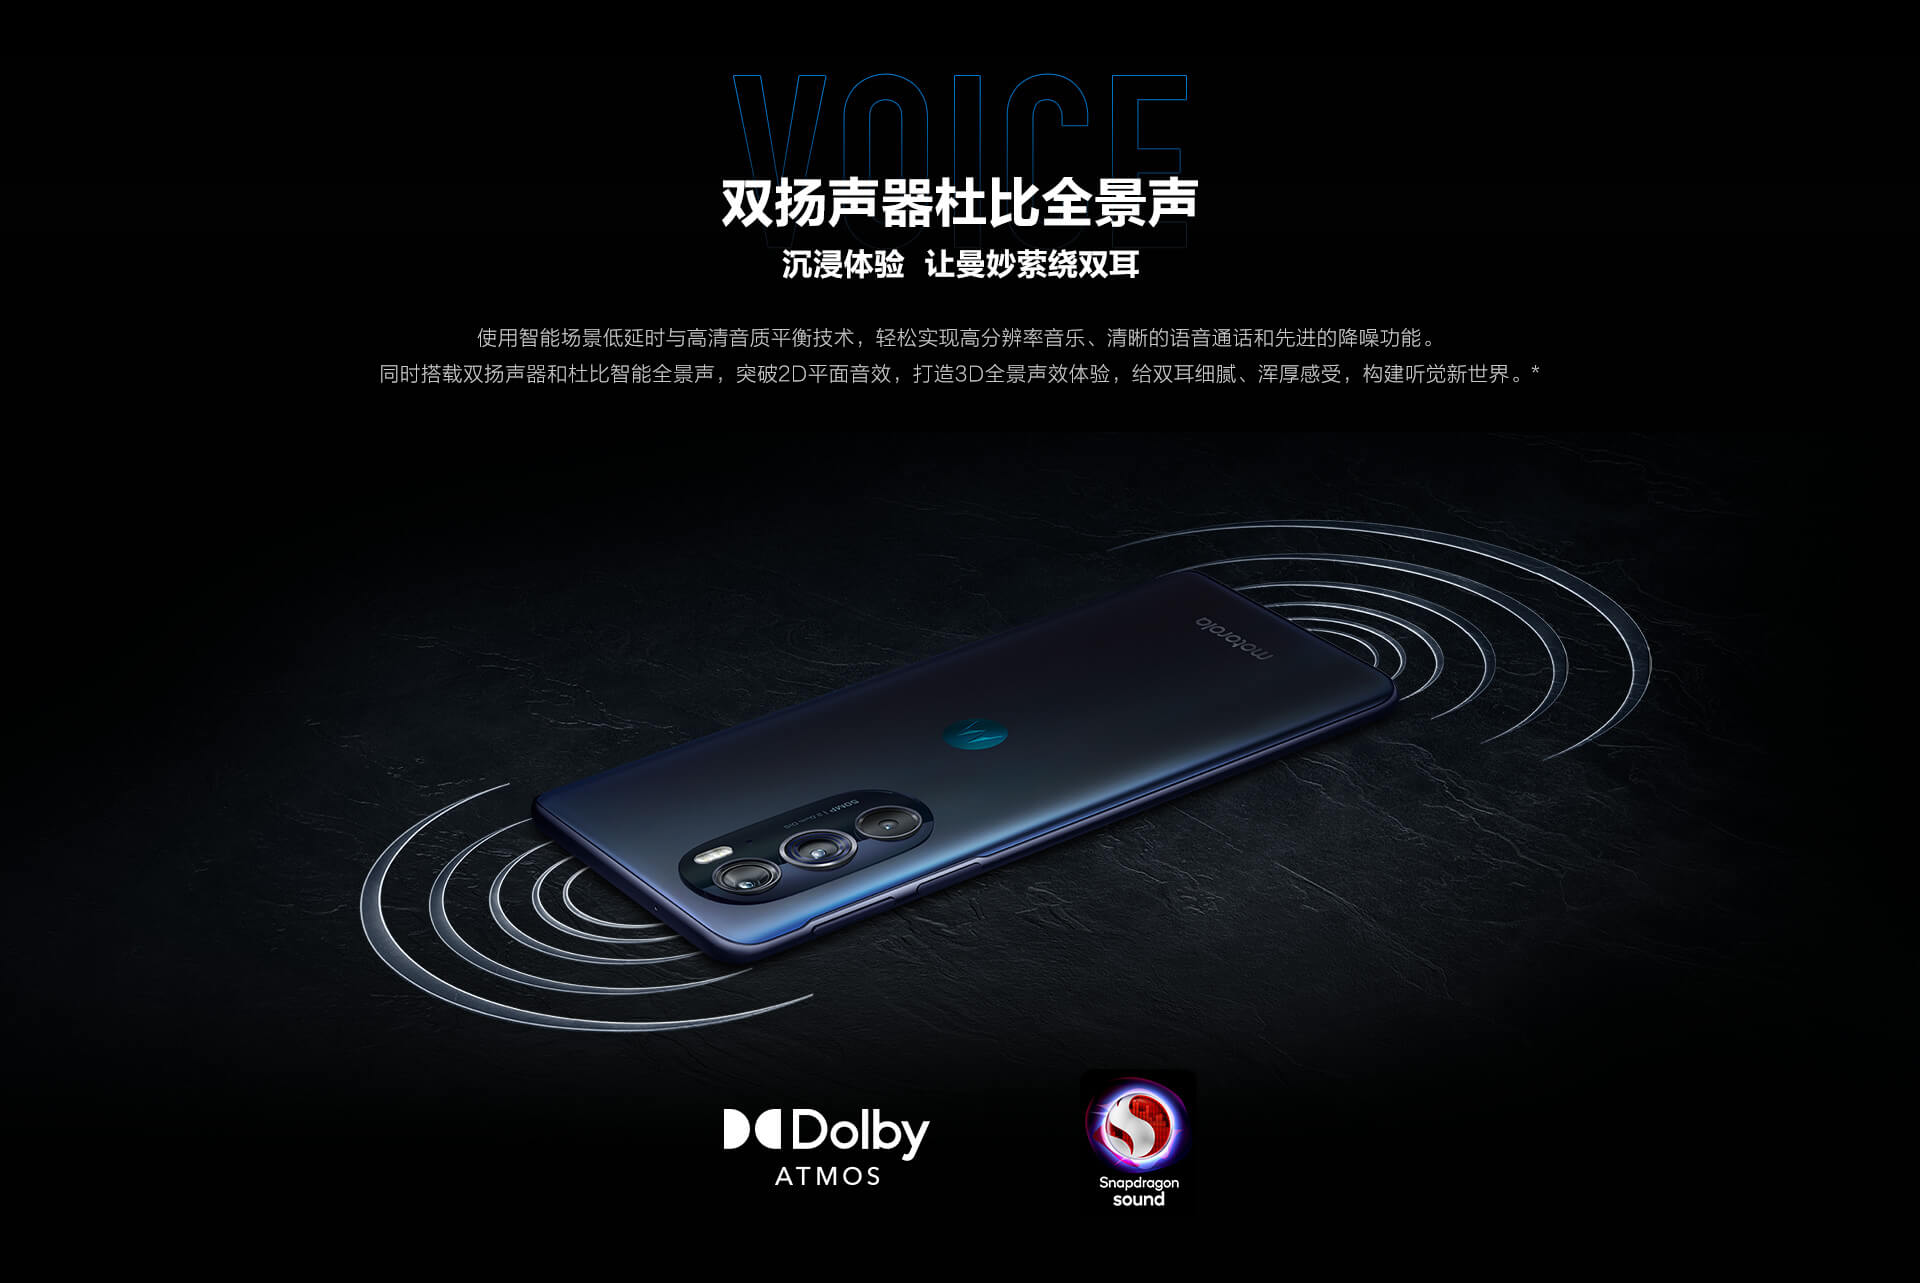 VOICE
双扬声器杜比全景声
沉浸体验 让曼妙萦绕双耳
使用智能场景低延时与高清音质平衡技术，轻松实现高分辨率音乐、清晰的语音通话和先进的降噪功能。
同时搭载双扬声器和杜比智能全景声，突破2D平面音效，打造3D全景声效体验，给双耳细腻、浑厚感受，构建听觉新世界。*
motorola
50MP
Dolby
ATMOS
Snapdragon
sound